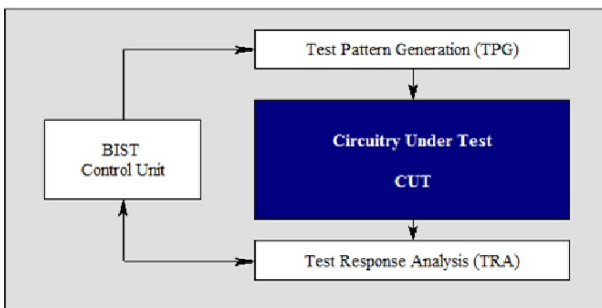 Test Pattern Generation (TPG)
Circuitry Under Test
CUT
BIST
Control Unit
Test Response Analysis (TRA)